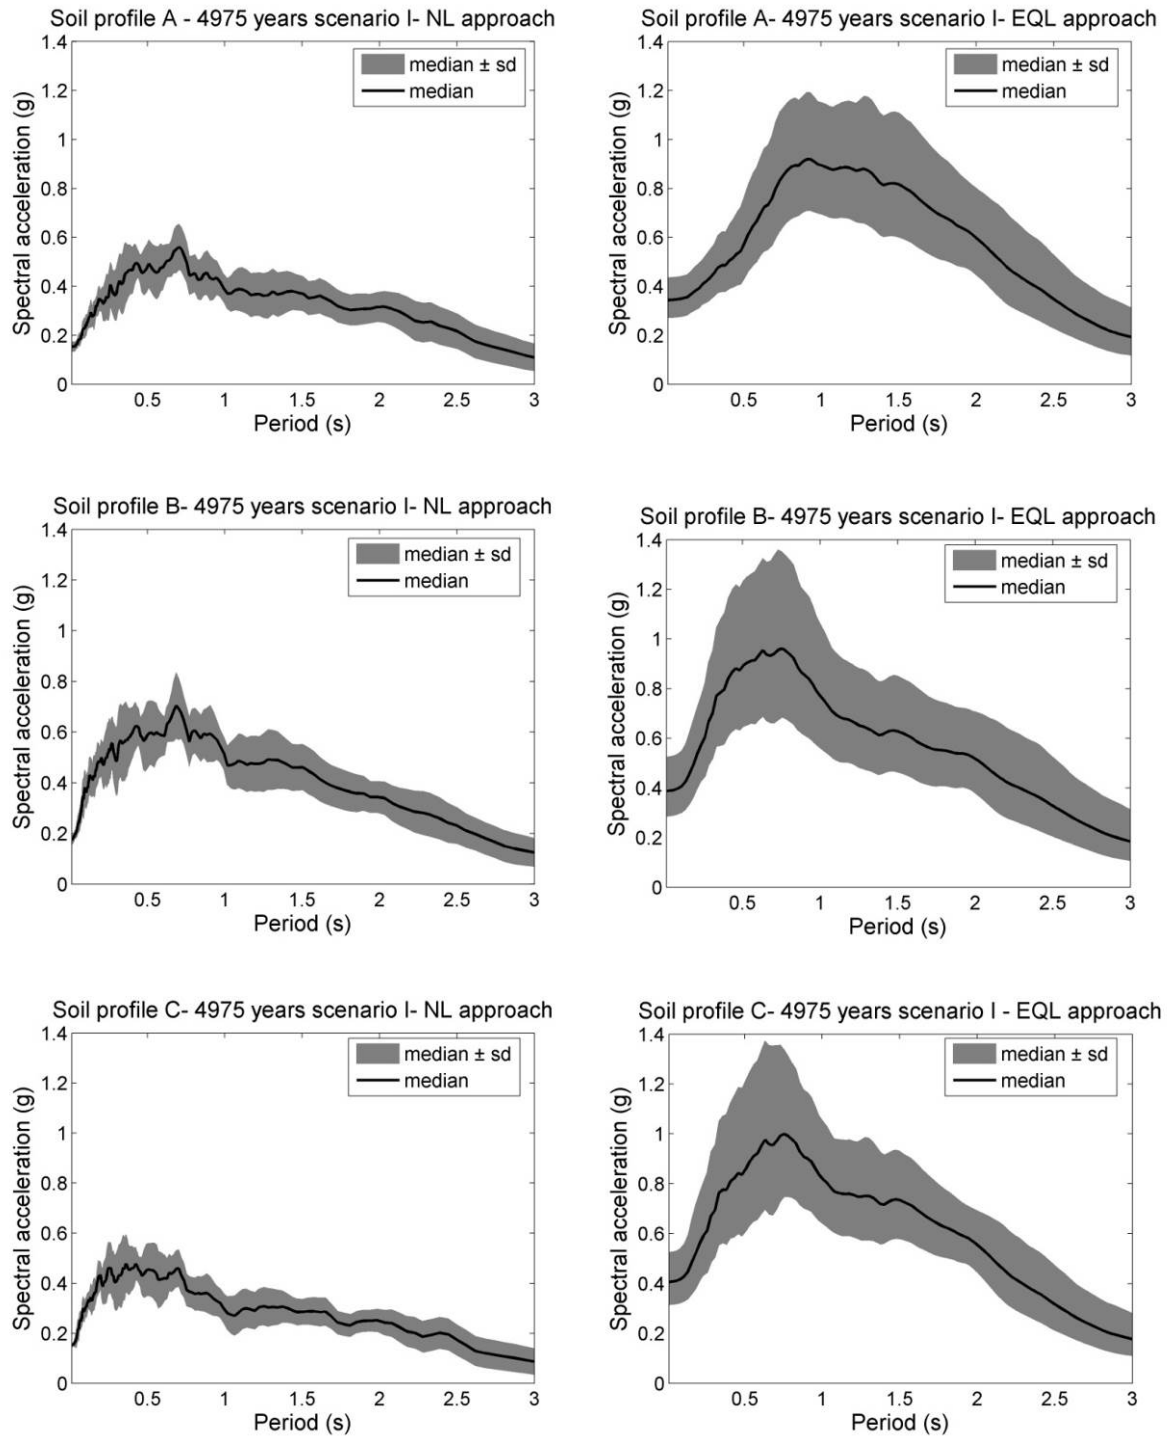 Soil profile A - 4975 years scenario I- NL approach
1.4
1.2
1
0.8
0.6
0.4
0.2
0
Spectral acceleration (g)
median ± sd
median
0.5 1 1.5 2 2.5 3
Period (s)
Soil profile A- 4975 years scenario I- EQL approach
1.4
1.2
1
0.8
0.6
0.4
0.2
0
Spectral acceleration (g)
median ± sd
median
0.5 1 1.5 2 2.5 3
Period (s)
Soil profile B- 4975 years scenario I- NL approach
1.4
1.2
1
0.8
0.6
0.4
0.2
0
Spectral acceleration (g)
median ± sd
median
0.5 1 1.5 2 2.5 3
Period (s)
Soil profile B- 4975 years scenario I- EQL approach
1.4
1.2
1
0.8
0.6
0.4
0.2
0
Spectral acceleration (g)
median ± sd
median
0.5 1 1.5 2 2.5 3
Period (s)
Soil profile C- 4975 years scenario I- NL approach
1.4
1.2
1
0.8
0.6
0.4
0.2
0
Spectral acceleration (g)
median ± sd
median
0.5 1 1.5 2 2.5 3
Period (s)
Soil profile C- 4975 years scenario I - EQL approach
1.4
1.2
1
0.8
0.6
0.4
0.2
0
Spectral acceleration (g)
median ± sd
median
0.5 1 1.5 2 2.5 3
Period (s)